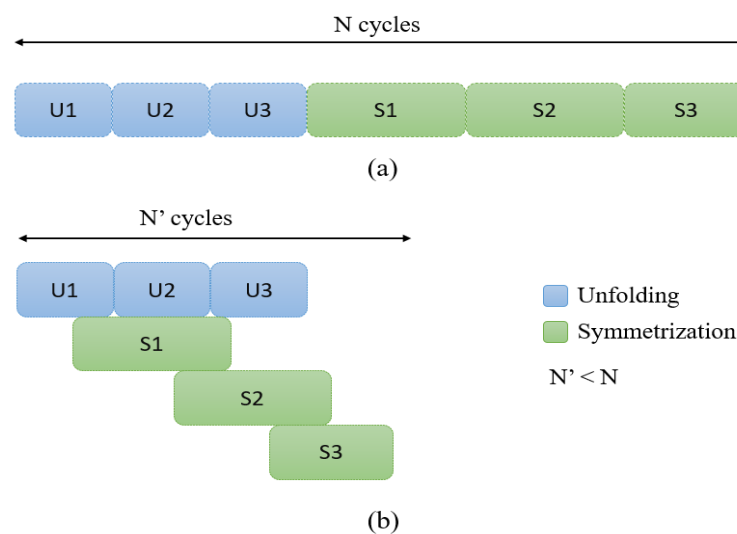 N cycles
U1 U2 U3 S1 S2 S3
(a)
N’ cycles
U1 U2 U3
S1
S2
S3
Unfolding
Symmetrization
N’ < N
(b)